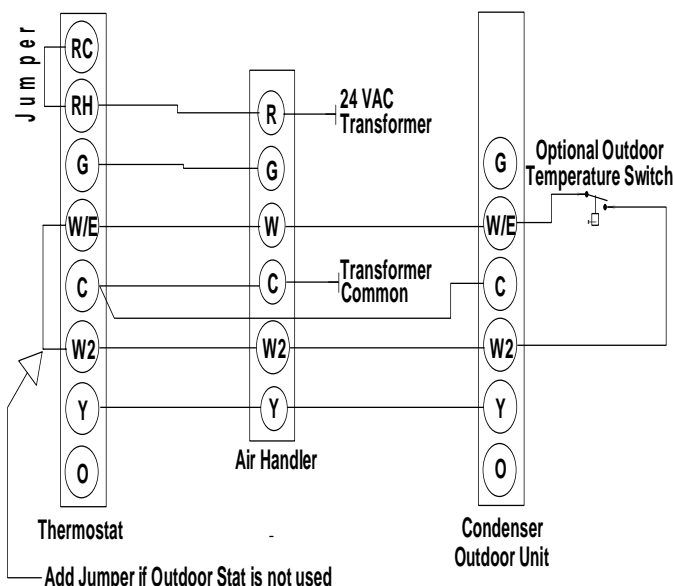 Jumper
RC
RH
G
W/E
C
W2
Y
O
Thermostat
R
G
W
C
W2
Y
Air Handler
24 VAC
Transformer
Transformer
Common
G
W/E
C
W2
Y
O
Condenser
Outdoor Unit
Optional Outdoor
Temperature Switch
Add Jumper if Outdoor Stat is not used